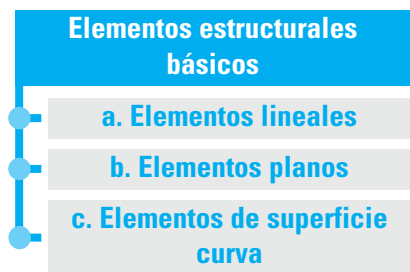 Elementos estructurales
básicos
a. Elementos lineales
b. Elementos planos
c. Elementos de superficie
curva